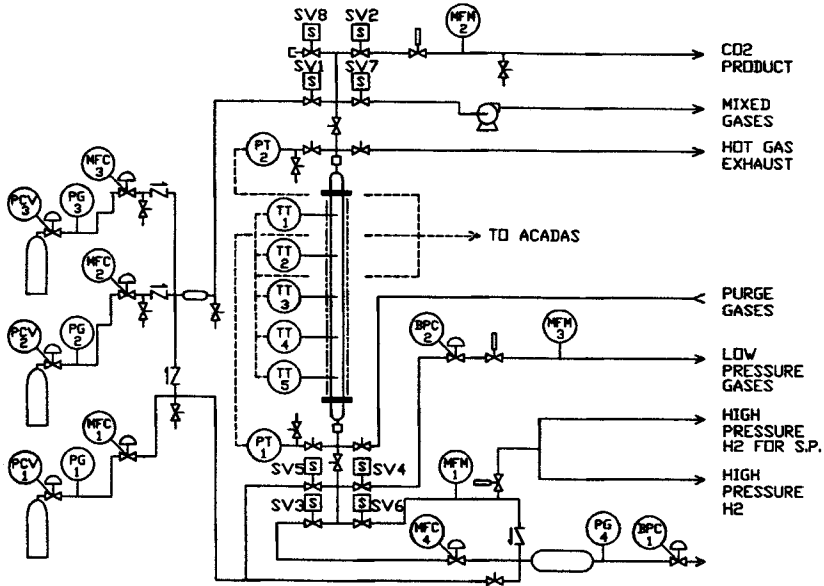 SV8 SV2
S S
MFM
2
CO2
PRODUCT
SV1 SV7
S S
MIXED
GASES
PT
2
HOT GAS
EXHAUST
MFC
3
PCV
3
PG
3
TT
1
TO ACADAS
TT
2
MFC
2
TT
3
PURGE
GASES
PCV
2
PG
2
TT
4
BPC
2
MFM
3
LOW
PRESSURE
GASES
TT
5
MFC
1
PT
1
HIGH
PRESSURE
H2 FOR S.P.
PCV
1
PG
1
SV5 SV4
S S
MFM
1
HIGH
PRESSURE
H2
SV3 SV6
S S
MFC
4
PG
4
BPC
1